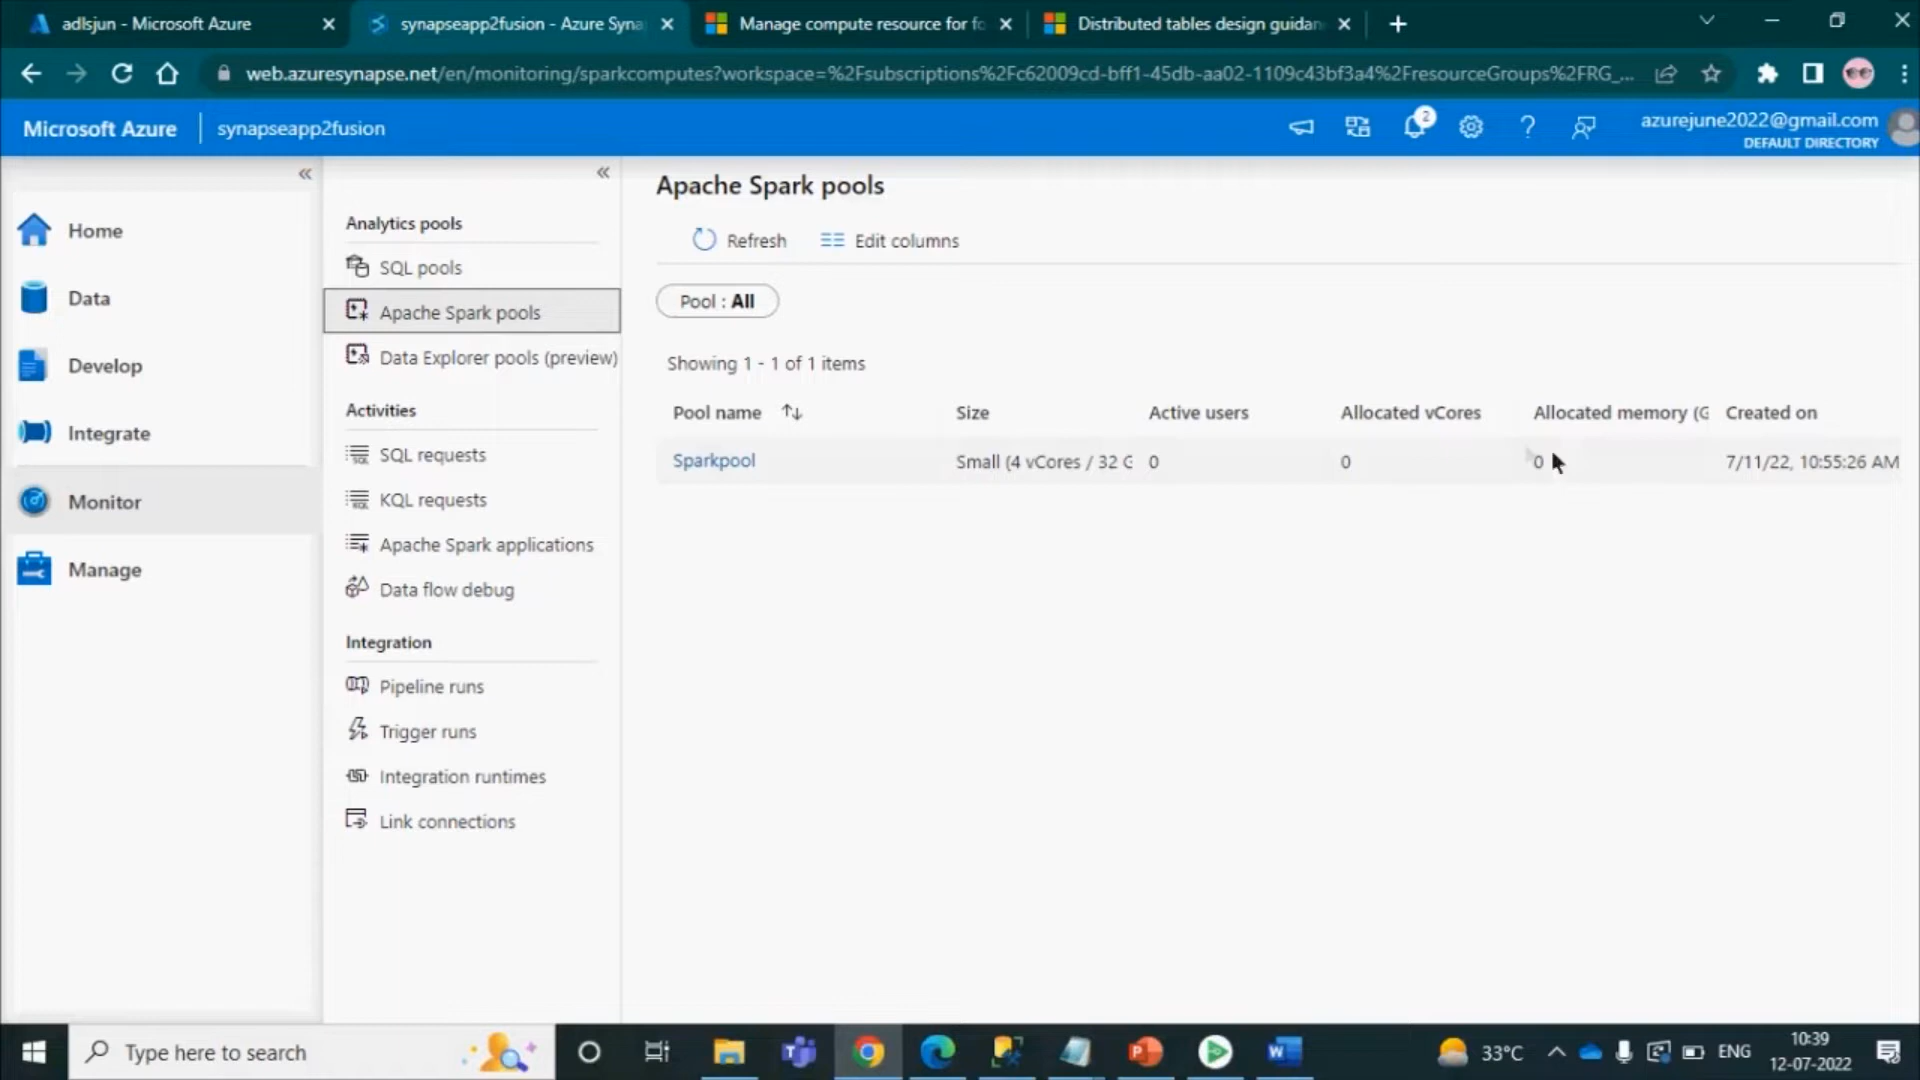 adlsjun - Microsoft Azure
synapseapp2fusion - Azure Syna
Manage compute resource for fo
Distributed tables design guidan
web.azuresynapse.net/en/monitoring/sparkcomputes?workspace=%2Fsubscriptions%2Fc62009cd-bff1-45db-aa02-1109c43bf3a4%2FresourceGroups%2FRG_...
Microsoft Azure
synapseapp2fusion
2
azurejune2022@gmail.com
DEFAULT DIRECTORY
Home
Data
Develop
Integrate
Monitor
Manage
Analytics pools
SQL pools
Apache Spark pools
Data Explorer pools (preview)
Activities
SQL requests
KQL requests
Apache Spark applications
Data flow debug
Integration
Pipeline runs
Trigger runs
Integration runtimes
Link connections
Apache Spark pools
Refresh
Edit columns
Pool : All
Showing 1 - 1 of 1 items
Pool name
Size
Active users
Allocated vCores
Allocated memory (G
Created on
Sparkpool
Small (4 vCores / 32 G
0
0
0
7/11/22, 10:55:26 AM
Type here to search
33°C
ENG
10:39
12-07-2022